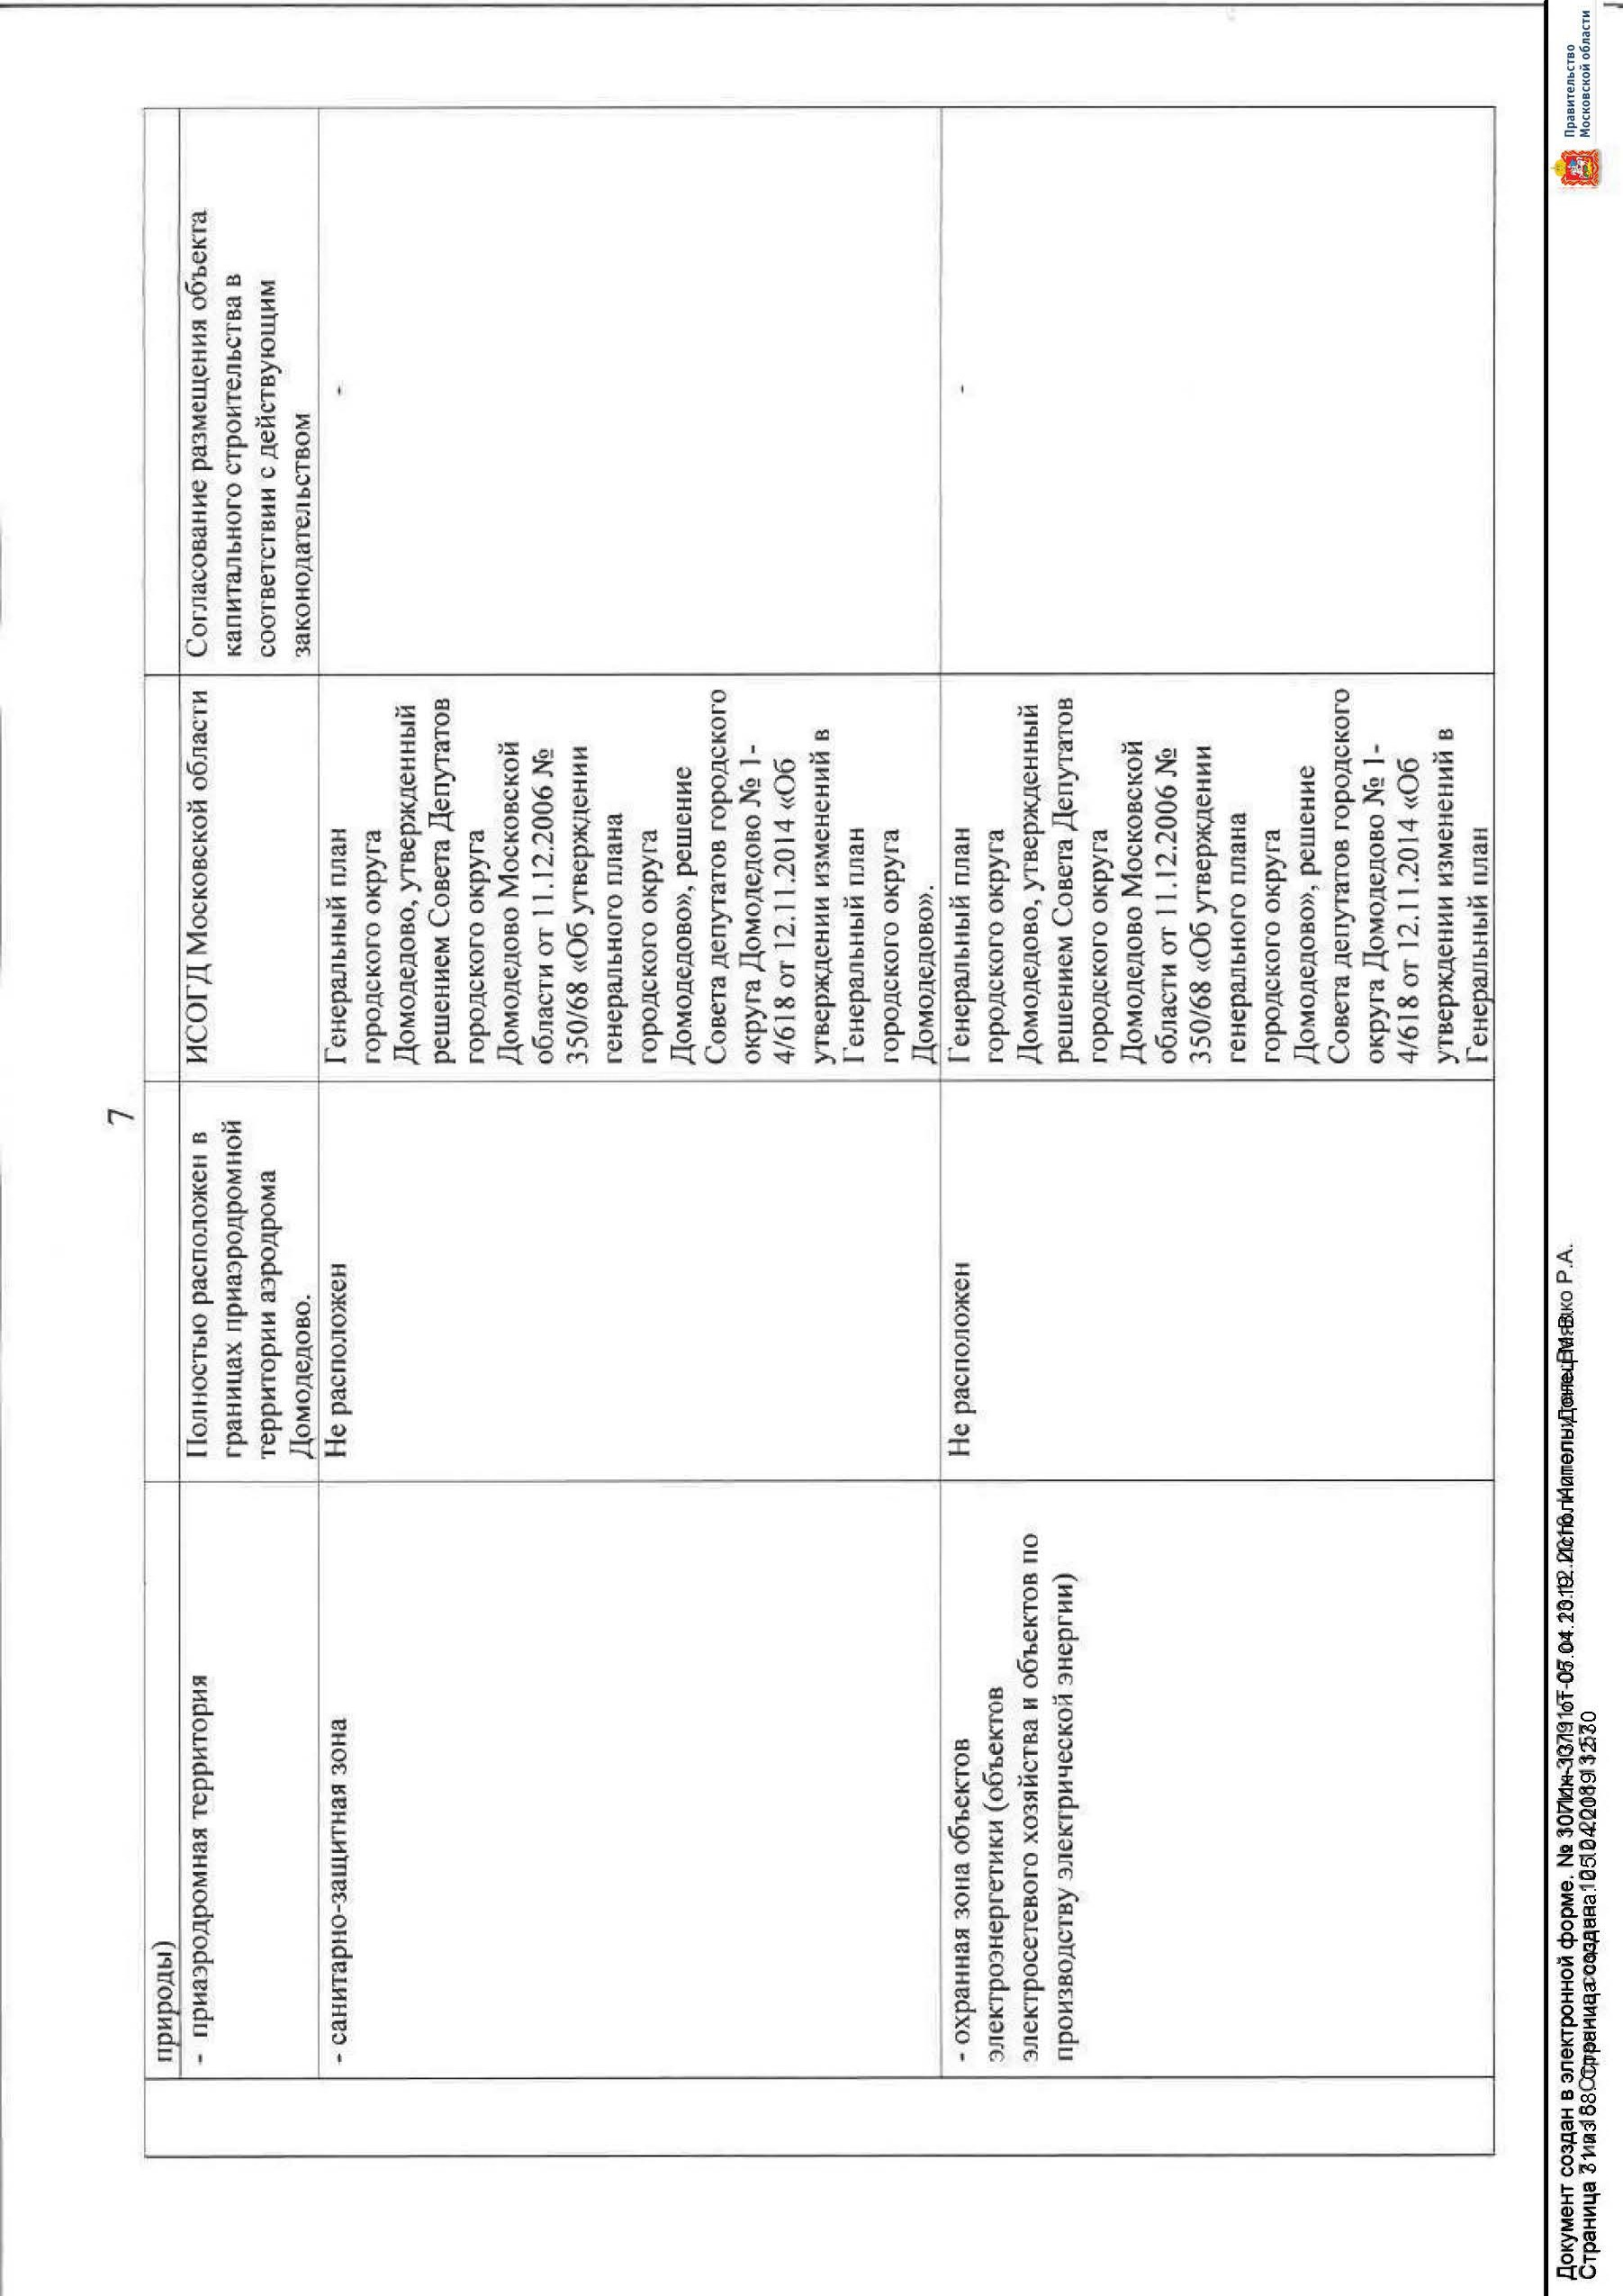 7
природы)
- приаэродромная территория
Полностью расположен в
границах приаэродромной
территории аэродрома
Домодедово.
ИСОГД Московской области
Согласование размещения объекта
капитального строительства в
соответствии с действующим
законодательством
- санитарно-защитная зона
Не расположен
Генеральный план
городского округа
Домодедово, утвержденный
решением Совета Депутатов
городского округа
Домодедово Московской
области от 11.12.2006 №
350/68 «Об утверждении
генерального плана
городского округа
Домодедово», решение
Совета депутатов городского
округа Домодедово № 1-
4/618 от 12.11.2014 «Об
утверждении изменений в
Генеральный план
городского округа
Домодедово».
-
- охранная зона объектов
электроэнергетики (объектов
электросетевого хозяйства и объектов по
производству электрической энергии)
Не расположен
Генеральный план
городского округа
Домодедово, утвержденный
решением Совета Депутатов
городского округа
Домодедово Московской
области от 11.12.2006 №
350/68 «Об утверждении
генерального плана
городского округа
Домодедово», решение
Совета депутатов городского
округа Домодедово № 1-
4/618 от 12.11.2014 «Об
утверждении изменений в
Генеральный план
-
Документ создан в электронной форме. №
Страница
Правительство
Московской области